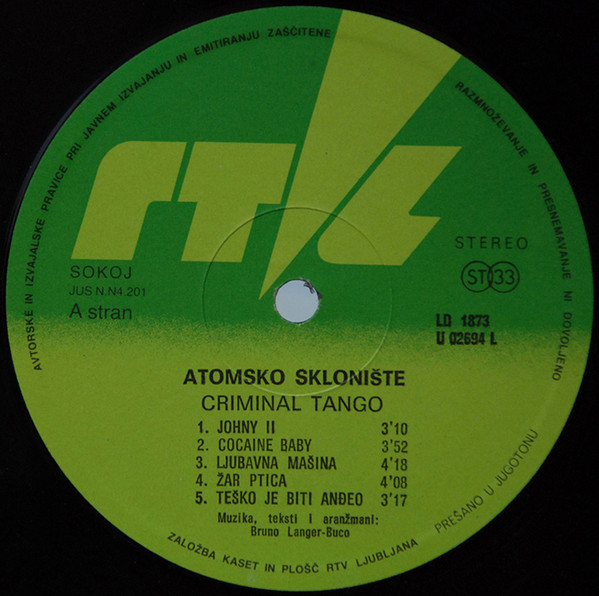 AVTORSKE IN IZVAJALSKE PRAVICE PRI JAVNEM IZVAJANJU IN EMITIRANJU ZAŠČITENE
RAZMNOŽEVANJE IN PRESNEMAVANJE NI DOVOLJENO
rtl
SOKOJ
JUS N.N4.201
A stran
STEREO
ST 33
LD 1873
U 02694 L
ATOMSKO SKLONIŠTE
CRIMINAL TANGO
1. JOHNY II 3'10
2. COCAINE BABY 3'52
3. LJUBAVNA MAŠINA 4'18
4. ŽAR PTICA 4'08
5. TEŠKO JE BITI ANĐEO 3'17
Muzika, teksti i aranžmani:
Bruno Langer-Buco
ZALOŽBA KASET IN PLOŠČ RTV LJUBLJANA
PREŠANO U JUGOTONU